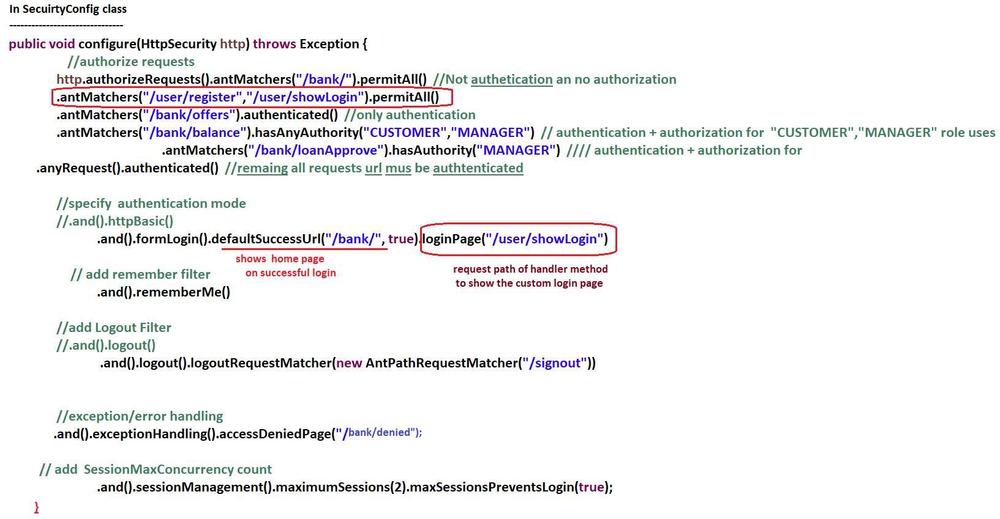 In SecuirtyConfig class
-------------------------------
public void configure(HttpSecurity http) throws Exception {
//authorize requests
http.authorizeRequests().antMatchers("/bank/").permitAll() //Not authetication an no authorization
.antMatchers("/user/register","/user/showLogin").permitAll()
.antMatchers("/bank/offers").authenticated() //only authentication
.antMatchers("/bank/balance").hasAnyAuthority("CUSTOMER","MANAGER") // authentication + authorization for "CUSTOMER","MANAGER" role uses
.antMatchers("/bank/loanApprove").hasAuthority("MANAGER") //// authentication + authorization for
.anyRequest().authenticated() //remaing all requests url mus be authtenticated
//specify authentication mode
//.and().httpBasic()
.and().formLogin().defaultSuccessUrl("/bank/", true).loginPage("/user/showLogin")
shows home page
on successful login
request path of handler method
to show the custom login page
// add remember filter
.and().rememberMe()
//add Logout Filter
//.and().logout()
.and().logout().logoutRequestMatcher(new AntPathRequestMatcher("/signout"))
//exception/error handling
.and().exceptionHandling().accessDeniedPage("/bank/denied");
// add SessionMaxConcurrency count
.and().sessionManagement().maximumSessions(2).maxSessionsPreventsLogin(true);
}